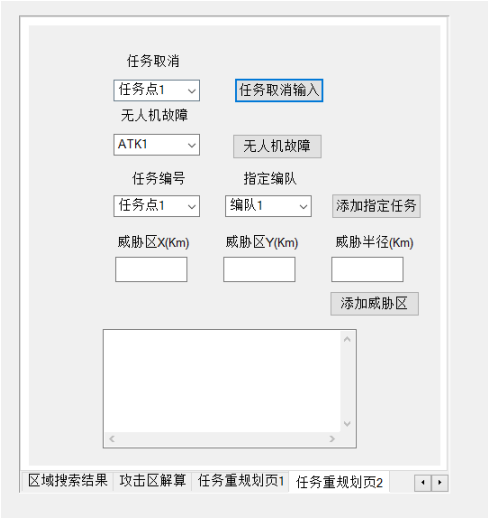 任务取消
任务点1 任务取消输入
无人机故障
ATK1 无人机故障
任务编号 指定编队
任务点1 编队1 添加指定任务
威胁区X(Km) 威胁区Y(Km) 威胁半径(Km)
添加威胁区
区域搜索结果 攻击区解算 任务重规划页1 任务重规划页2